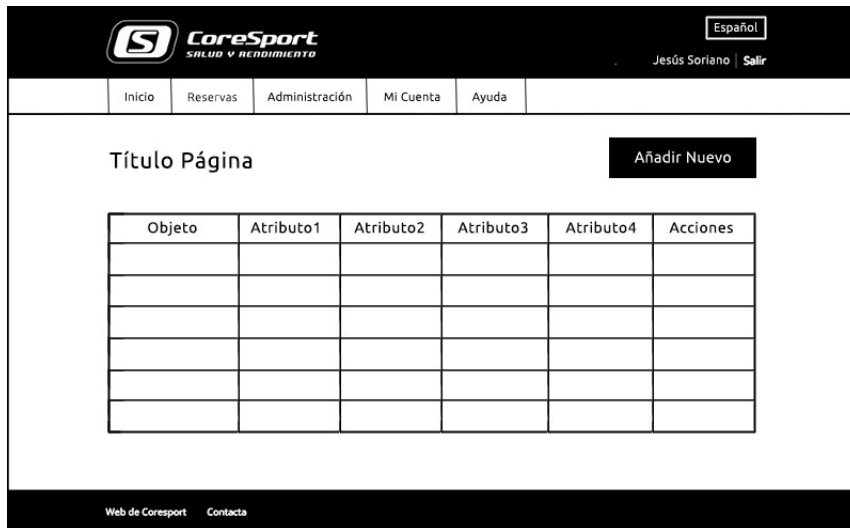 Español
S CoreSport
SALUD Y RENDIMIENTO
Jesús Soriano | Salir
Inicio Reservas Administración Mi Cuenta Ayuda
Título Página
Añadir Nuevo
Objeto Atributo1 Atributo2 Atributo3 Atributo4 Acciones
Web de Coresport Contacta